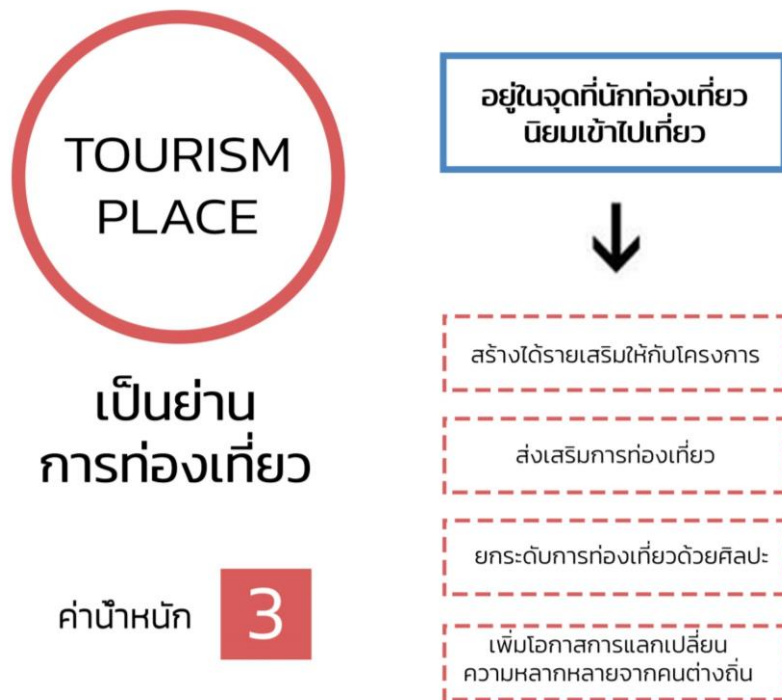 TOURISM
PLACE
เป็นย่าน
การท่องเที่ยว
ค่าน้ำหนัก 3
อยู่ในจุดที่นักท่องเที่ยว
นิยมเข้าไปเที่ยว
สร้างได้รายเสริมให้กับโครงการ
ส่งเสริมการท่องเที่ยว
ยกระดับการท่องเที่ยวด้วยศิลปะ
เพิ่มโอกาสการแลกเปลี่ยน
ความหลากหลายจากคนต่างถิ่น